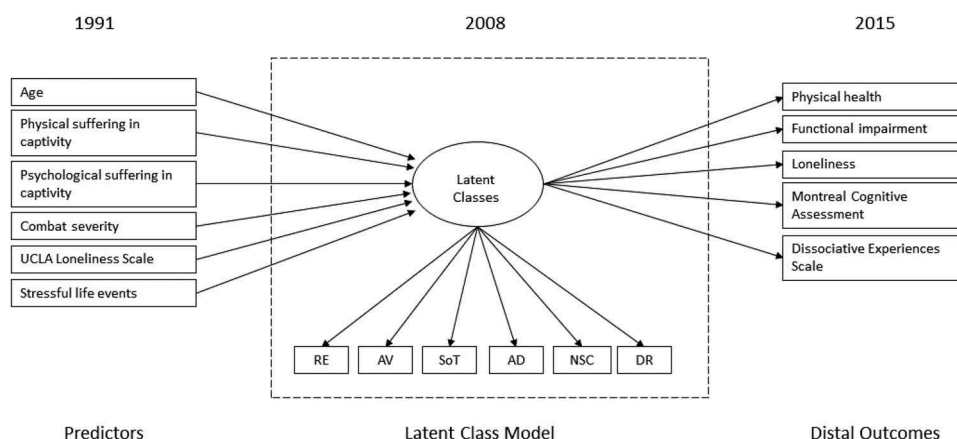 1991
2008
2015
Age
Physical suffering in
captivity
Psychological suffering in
captivity
Combat severity
UCLA Loneliness Scale
Stressful life events
Latent
Classes
RE
AV
SoT
AD
NSC
DR
Physical health
Functional impairment
Loneliness
Montreal Cognitive
Assessment
Dissociative Experiences
Scale
Predictors
Latent Class Model
Distal Outcomes